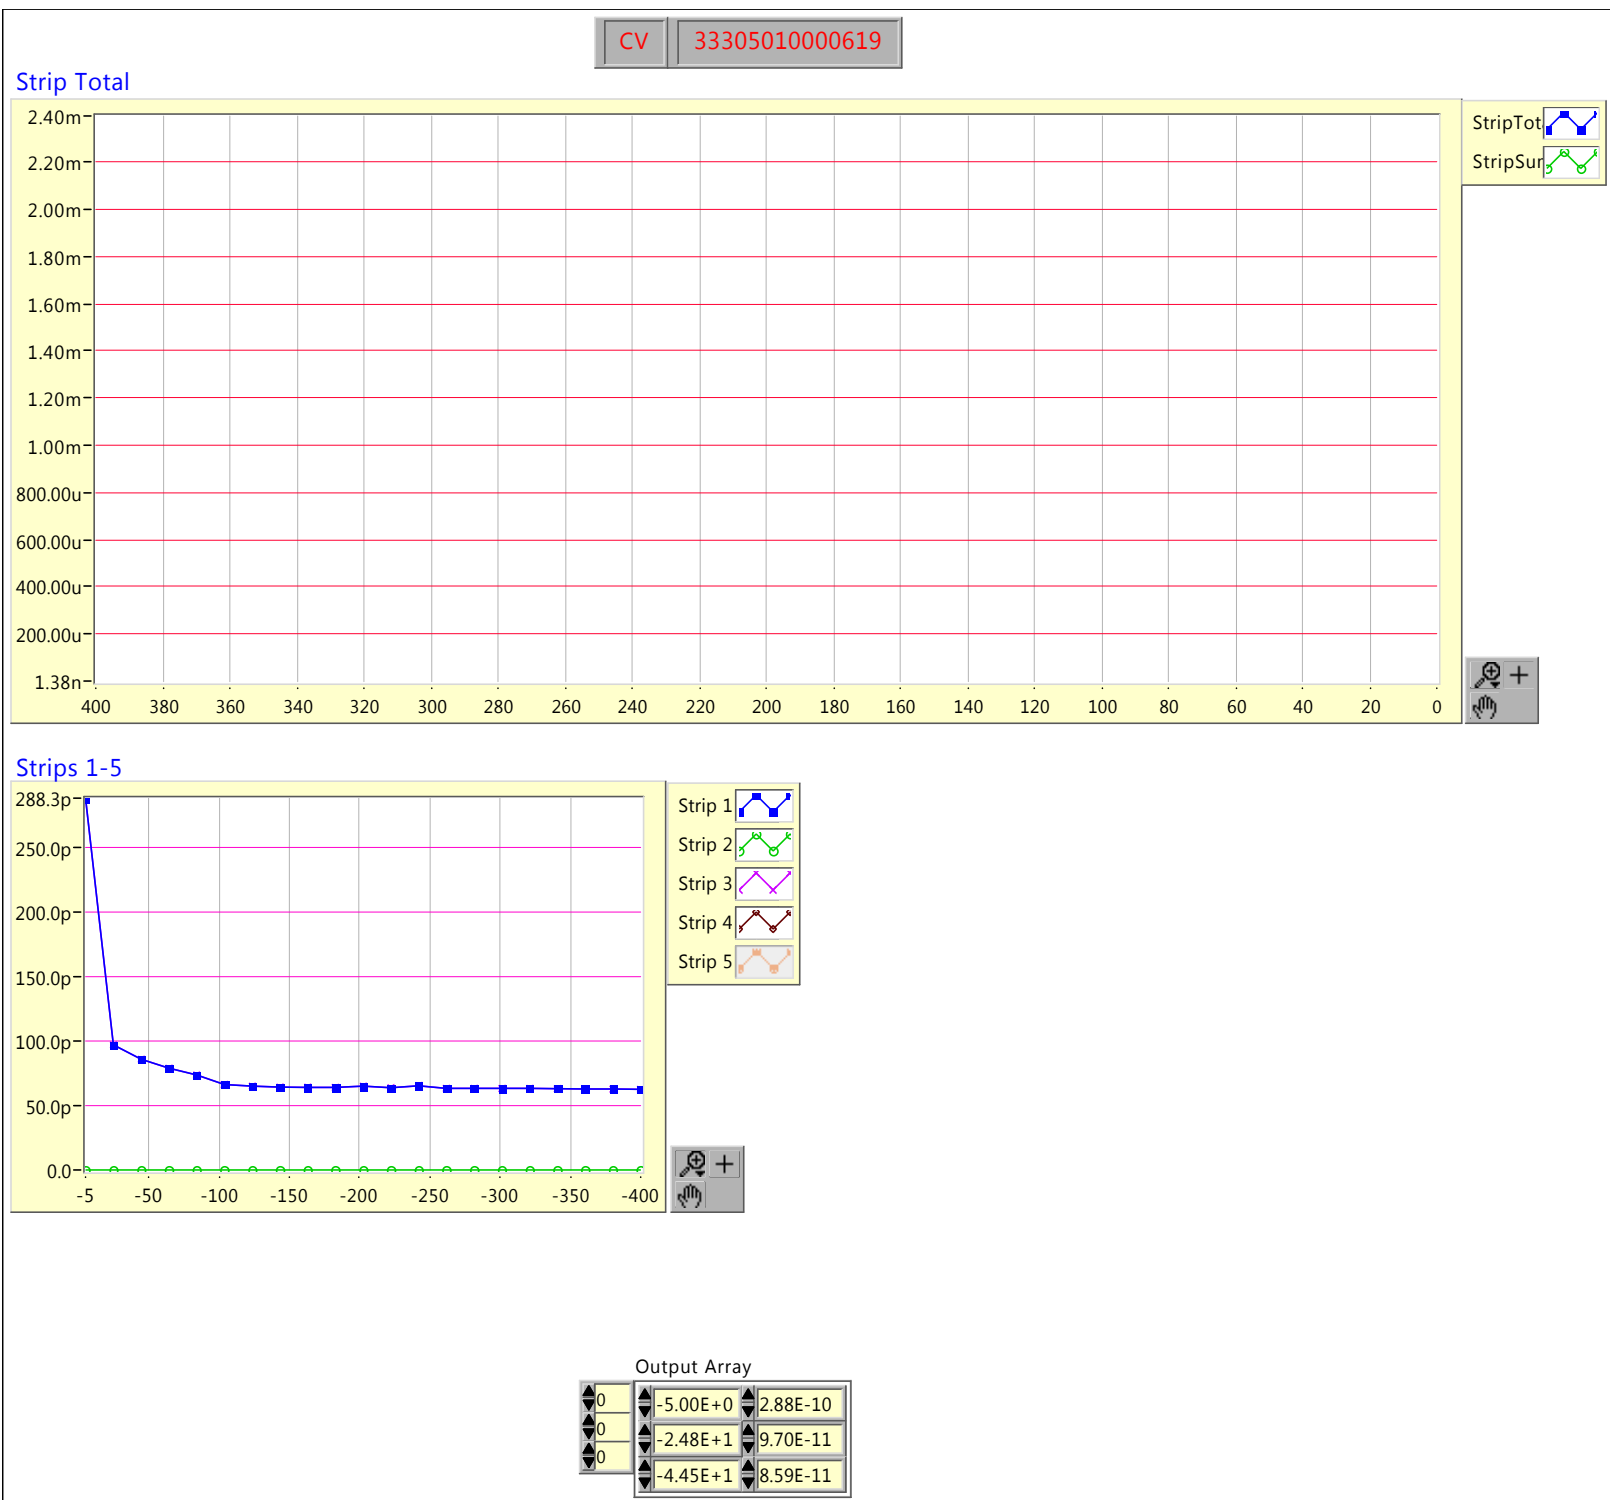 CV 33305010000619
Strip Total
2.40m
2.20m
2.00m
1.80m
1.60m
1.40m
1.20m
1.00m
800.00u
600.00u
400.00u
200.00u
1.38n
400 380 360 340 320 300 280 260 240 220 200 180 160 140 120 100 80 60 40 20 0
StripTot
StripSur
Strips 1-5
288.3p
250.0p
200.0p
150.0p
100.0p
50.0p
0.0
-5 -50 -100 -150 -200 -250 -300 -350 -400
Strip 1
Strip 2
Strip 3
Strip 4
Strip 5
Output Array
0 -5.00E+0 2.88E-10
0 -2.48E+1 9.70E-11
0 -4.45E+1 8.59E-11